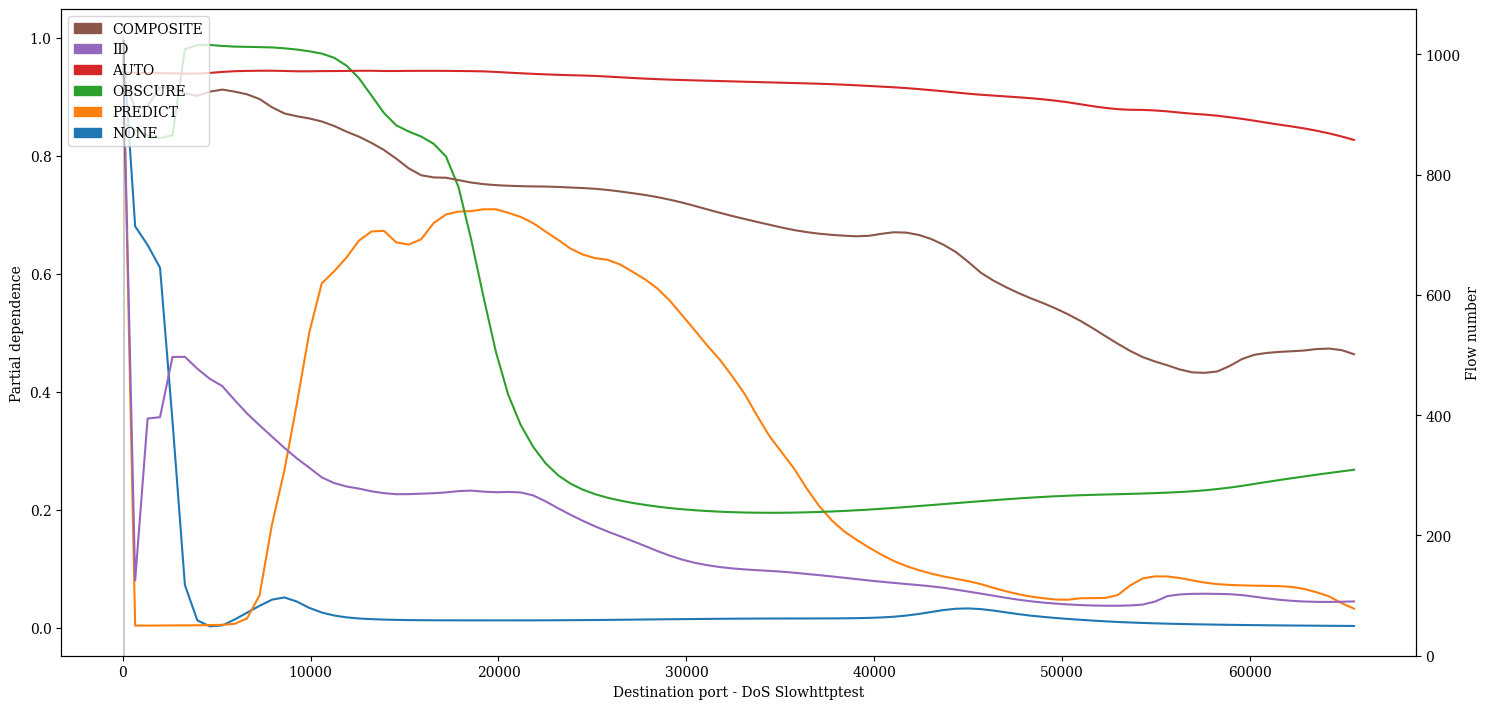 COMPOSITE
ID
AUTO
OBSCURE
PREDICT
NONE
Partial dependence
1.0
0.8
0.6
0.4
0.2
0.0
1000
800
600
400
200
0
Flow number
0 10000 20000 30000 40000 50000 60000
Destination port - DoS Slowhttptest